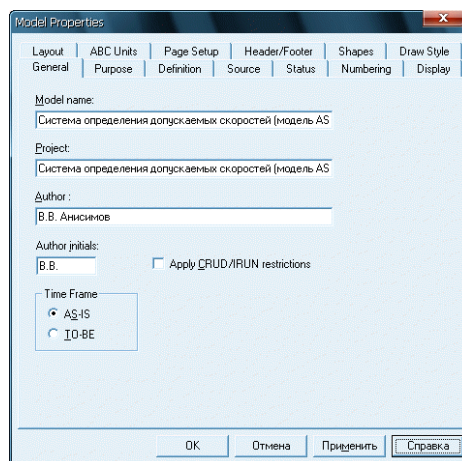 Model Properties
Layout ABC Units Page Setup Header/Footer Shapes Draw Style
General Purpose Definition Source Status Numbering Display
Model name:
Система определения допускаемых скоростей (модель AS
Project:
Система определения допускаемых скоростей (модель AS
Author :
В.В. Анисимов
Author initials:
В.В.
Apply CRUD/IRUN restrictions
Time Frame
AS-IS
TO-BE
OK Отмена Применить Справка